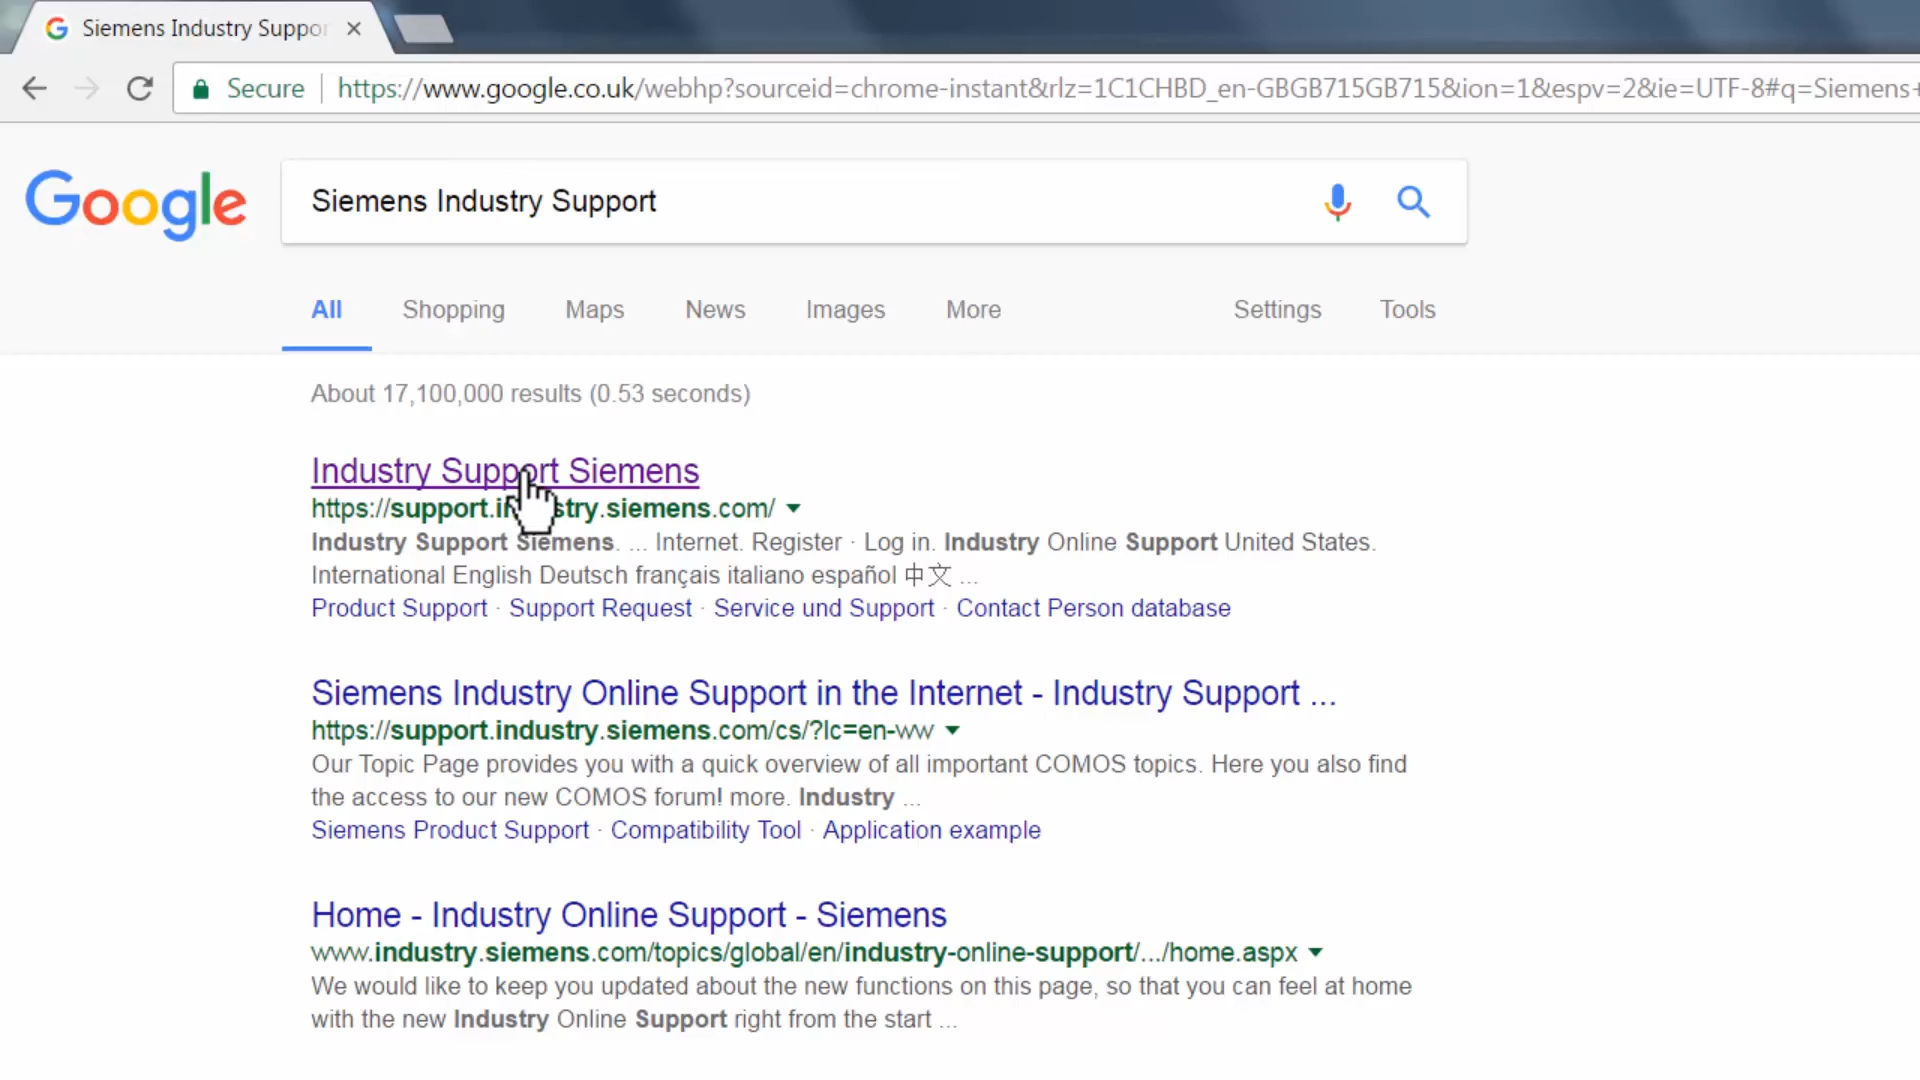 Siemens Industry Suppor
Secure https://www.google.co.uk/webhp?sourceid=chrome-instant&rlz=1C1CHBD_en-GBGB715GB715&ion=1&espv=2&ie=UTF-8#q=Siemens+
Google
Siemens Industry Support
All Shopping Maps News Images More Settings Tools
About 17,100,000 results (0.53 seconds)
Industry Support Siemens
https://support.industry.siemens.com/
Industry Support Siemens. ... Internet. Register · Log in. Industry Online Support United States.
International English Deutsch français italiano español 中文 ...
Product Support · Support Request · Service und Support · Contact Person database
Siemens Industry Online Support in the Internet - Industry Support ...
https://support.industry.siemens.com/cs/?lc=en-ww
Our Topic Page provides you with a quick overview of all important COMOS topics. Here you also find
the access to our new COMOS forum! more. Industry ...
Siemens Product Support · Compatibility Tool · Application example
Home - Industry Online Support - Siemens
www.industry.siemens.com/topics/global/en/industry-online-support/.../home.aspx
We would like to keep you updated about the new functions on this page, so that you can feel at home
with the new Industry Online Support right from the start ...